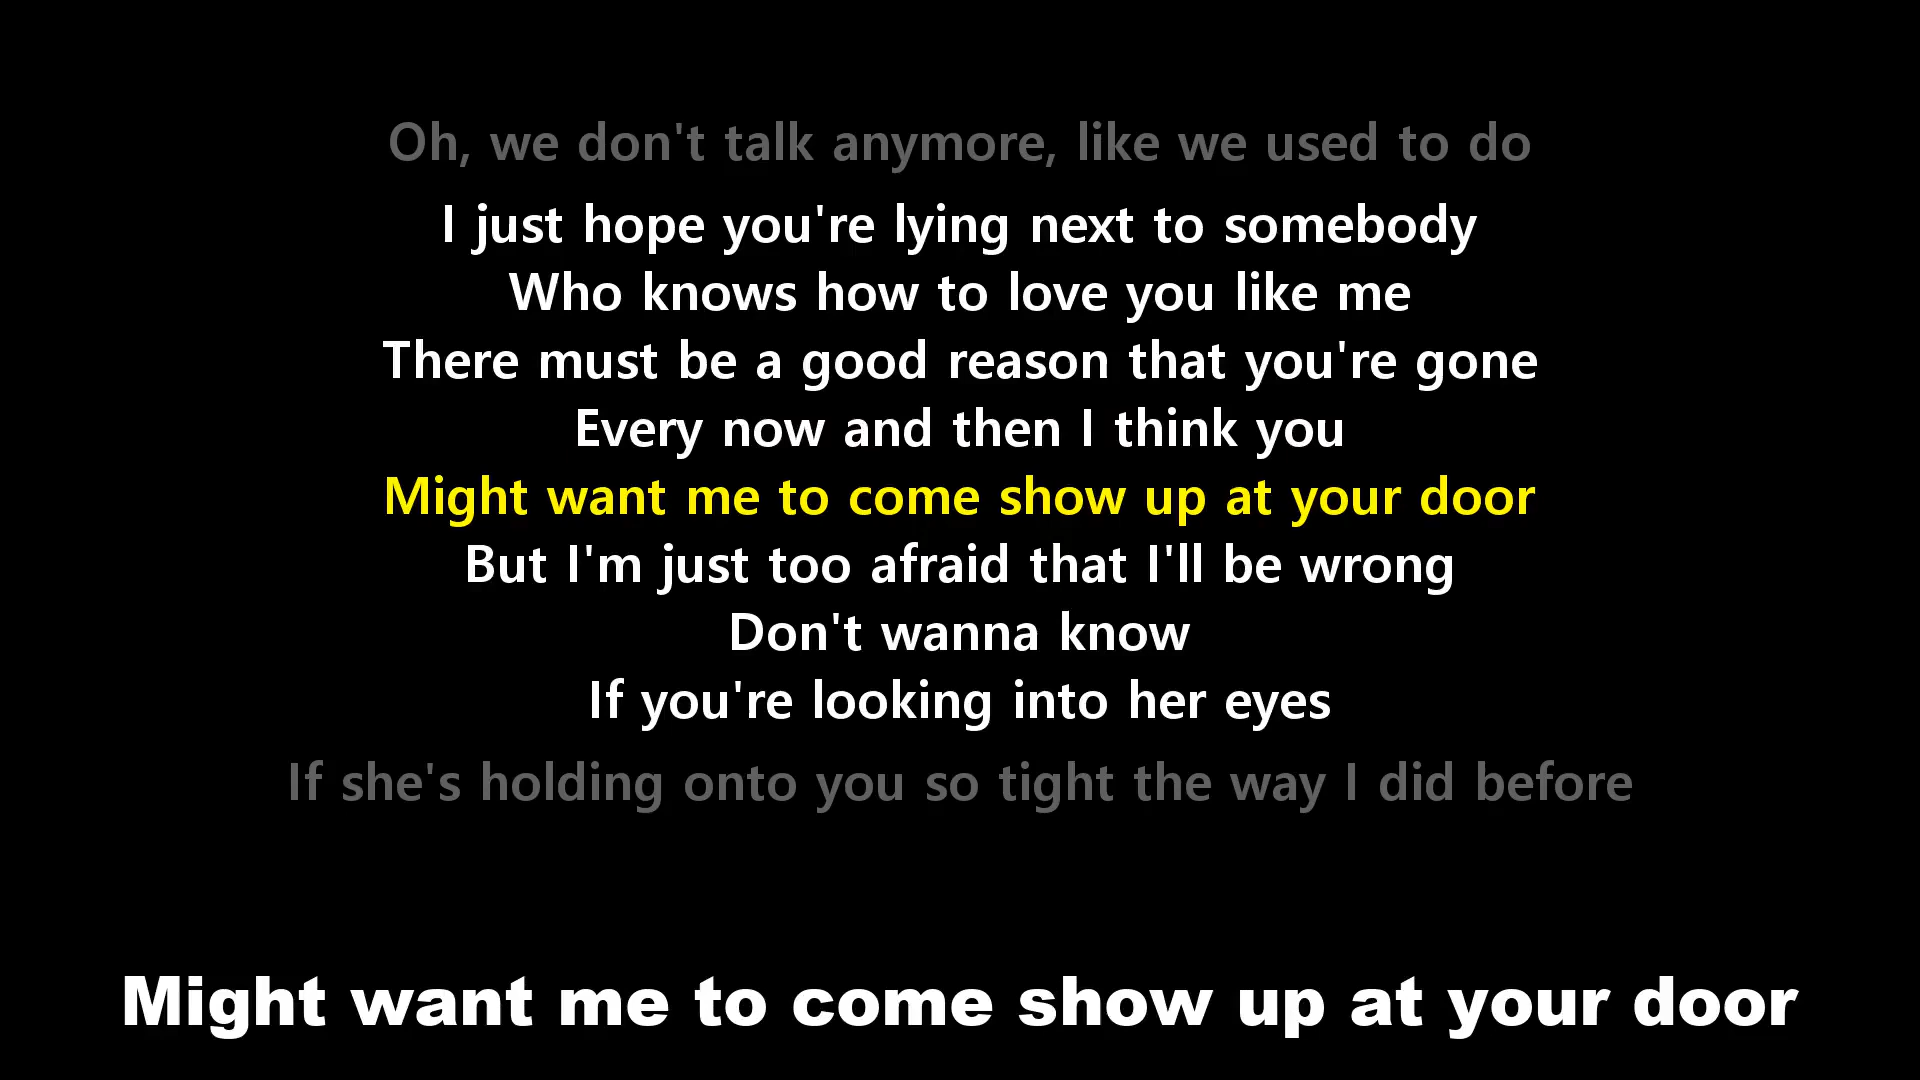 Oh, we don't talk anymore, like we used to do
I just hope you're lying next to somebody
Who knows how to love you like me
There must be a good reason that you're gone
Every now and then I think you
Might want me to come show up at your door
But I'm just too afraid that I'll be wrong
Don't wanna know
If you're looking into her eyes
If she's holding onto you so tight the way I did before
Might want me to come show up at your door